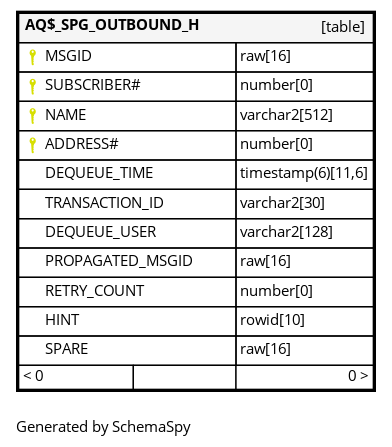 AQ$_SPG_OUTBOUND_H [table]
MSGID raw[16]
SUBSCRIBER# number[0]
NAME varchar2[512]
ADDRESS# number[0]
DEQUEUE_TIME timestamp(6)[11,6]
TRANSACTION_ID varchar2[30]
DEQUEUE_USER varchar2[128]
PROPAGATED_MSGID raw[16]
RETRY_COUNT number[0]
HINT rowid[10]
SPARE raw[16]
< 0 0 >
Generated by SchemaSpy